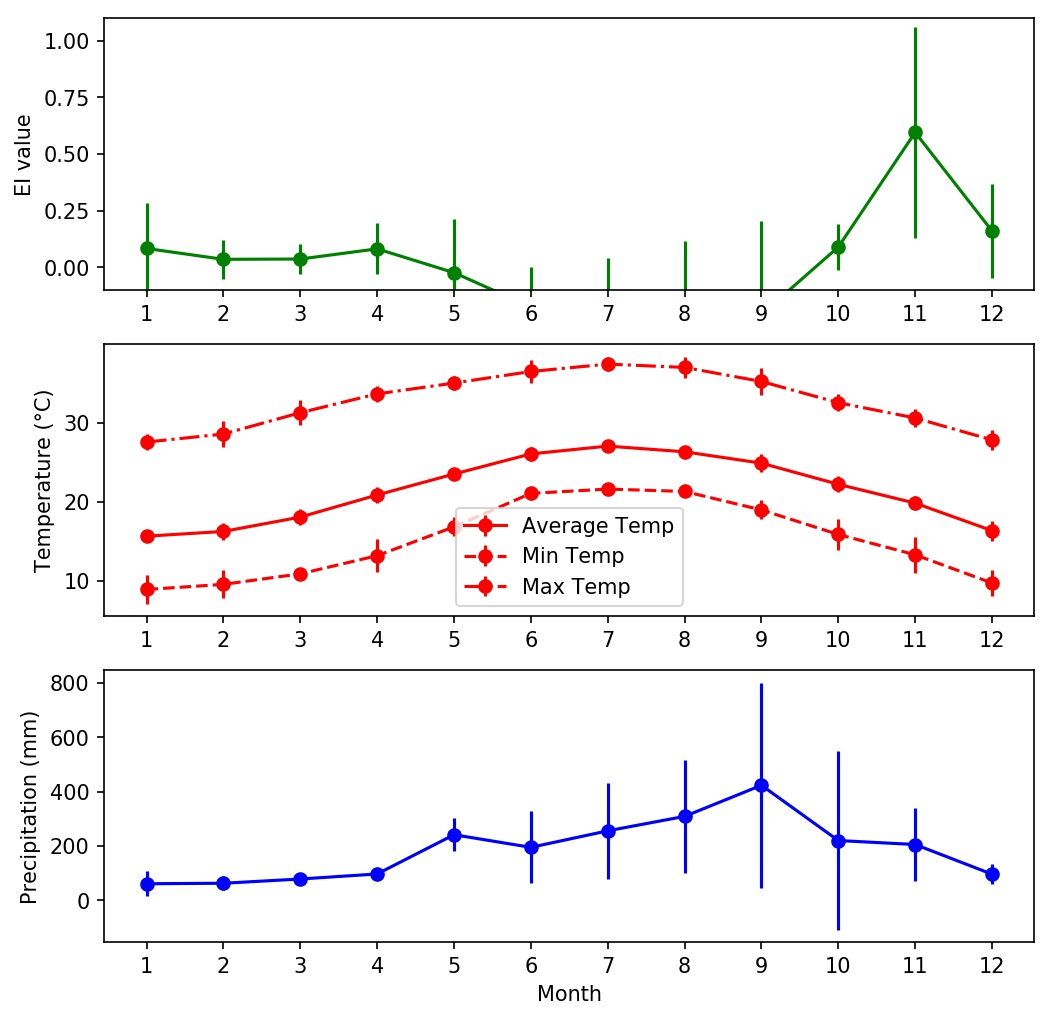 EI value
1.00
0.75
0.50
0.25
0.00
1 2 3 4 5 6 7 8 9 10 11 12
Temperature (°C)
30
20
10
Average Temp
Min Temp
Max Temp
1 2 3 4 5 6 7 8 9 10 11 12
Precipitation (mm)
800
600
400
200
0
1 2 3 4 5 6 7 8 9 10 11 12
Month